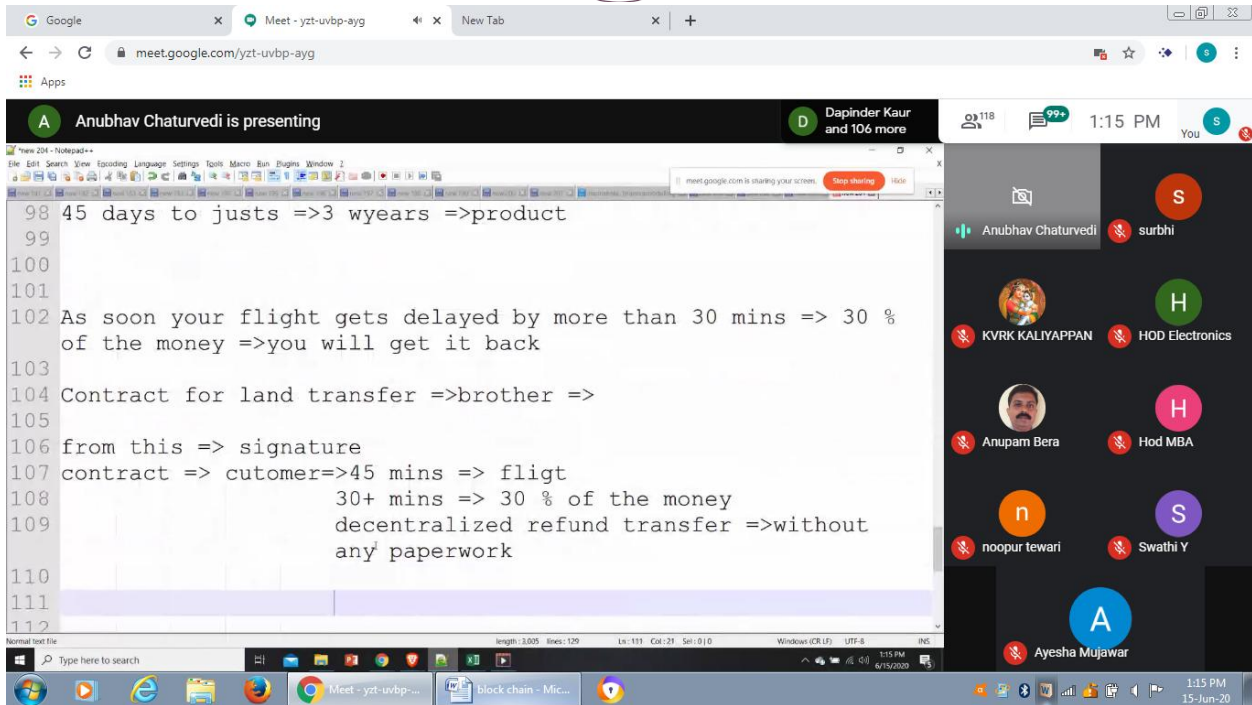 Google
Meet - yzt-uvbp-ayg
New Tab
meet.google.com/yzt-uvbp-ayg
Apps
A Anubhav Chaturvedi is presenting
D Dapinder Kaur
and 106 more
118
99+
1:15 PM
You
S
*new 204 - Notepad++
File Edit Search View Encoding Language Settings Tools Macro Run Plugins Window ?
meet.google.com is sharing your screen. Stop sharing Hide
98 45 days to justs =>3 wyears =>product
99
100
101
102 As soon your flight gets delayed by more than 30 mins => 30 %
of the money =>you will get it back
103
104 Contract for land transfer =>brother =>
105
106 from this => signature
107 contract => cutomer=>45 mins => fligt
108 30+ mins => 30 % of the money
109 decentralized refund transfer =>without
any paperwork
110
111
112
Normal text file length : 3,005 lines : 129 Ln : 111 Col : 21 Sel : 0 | 0 Windows (CR LF) UTF-8 INS
Type here to search
1:15 PM
6/15/2020
Anubhav Chaturvedi
S
surbhi
KVRK KALIYAPPAN
H
HOD Electronics
Anupam Bera
H
Hod MBA
n
noopur tewari
S
Swathi Y
A
Ayesha Mujawar
Meet - yzt-uvbp-...
block chain - Mic...
1:15 PM
15-Jun-20